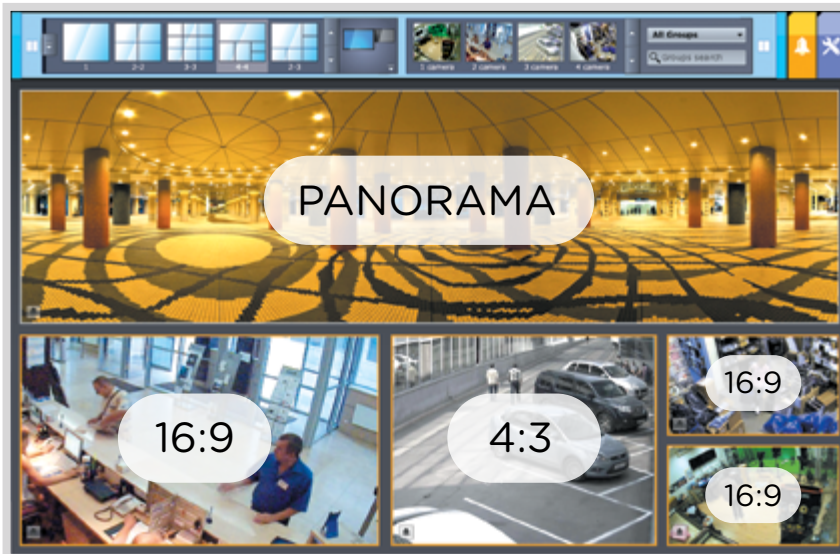 1
2-2
3-3
4-4
2-3
1 camera
2 camera
3 camera
4 camera
All Groups
Groups search
PANORAMA
16:9
4:3
16:9
16:9